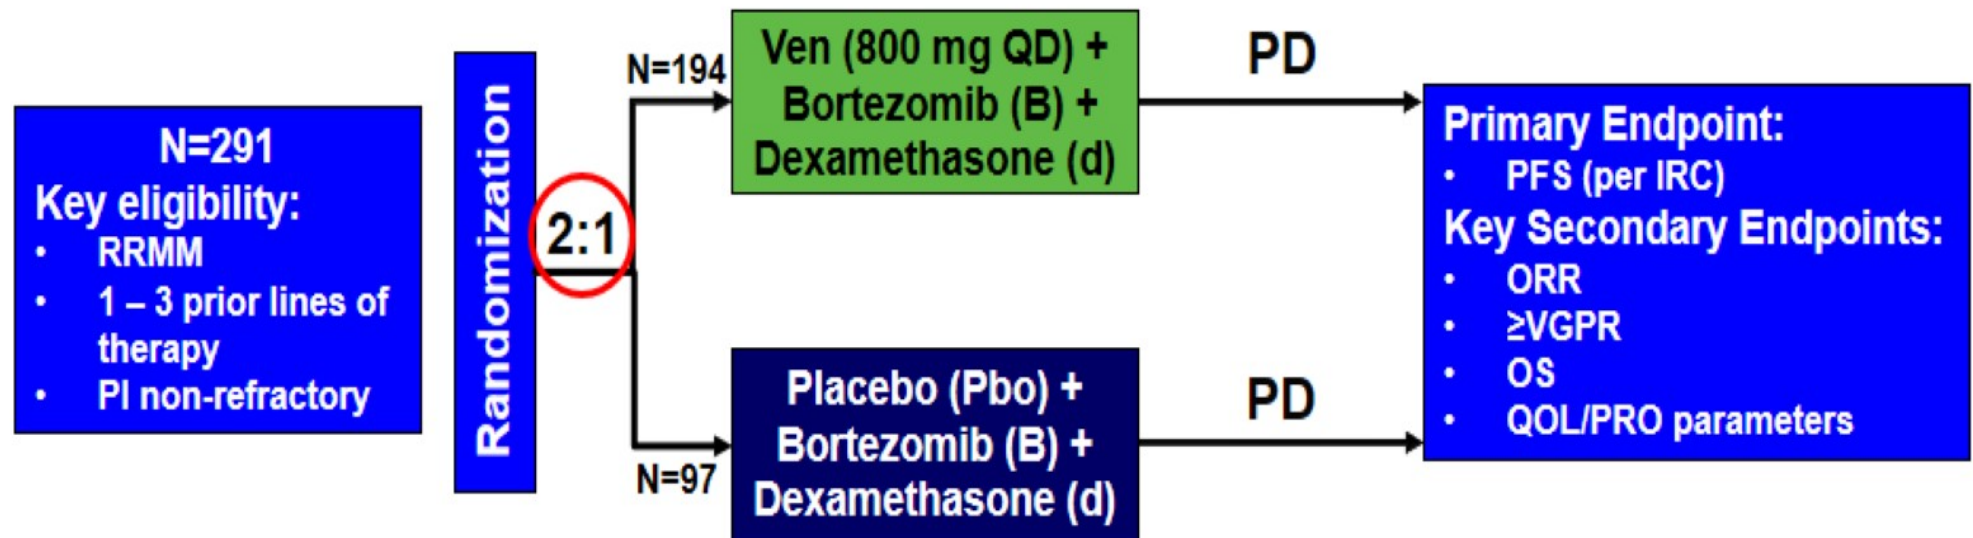 N=291
Key eligibility:
• RRMM
• 1 – 3 prior lines of
therapy
• PI non-refractory
Randomization
2:1
N=194
Ven (800 mg QD) +
Bortezomib (B) +
Dexamethasone (d)
PD
N=97
Placebo (Pbo) +
Bortezomib (B) +
Dexamethasone (d)
PD
Primary Endpoint:
• PFS (per IRC)
Key Secondary Endpoints:
• ORR
• ≥VGPR
• OS
• QOL/PRO parameters